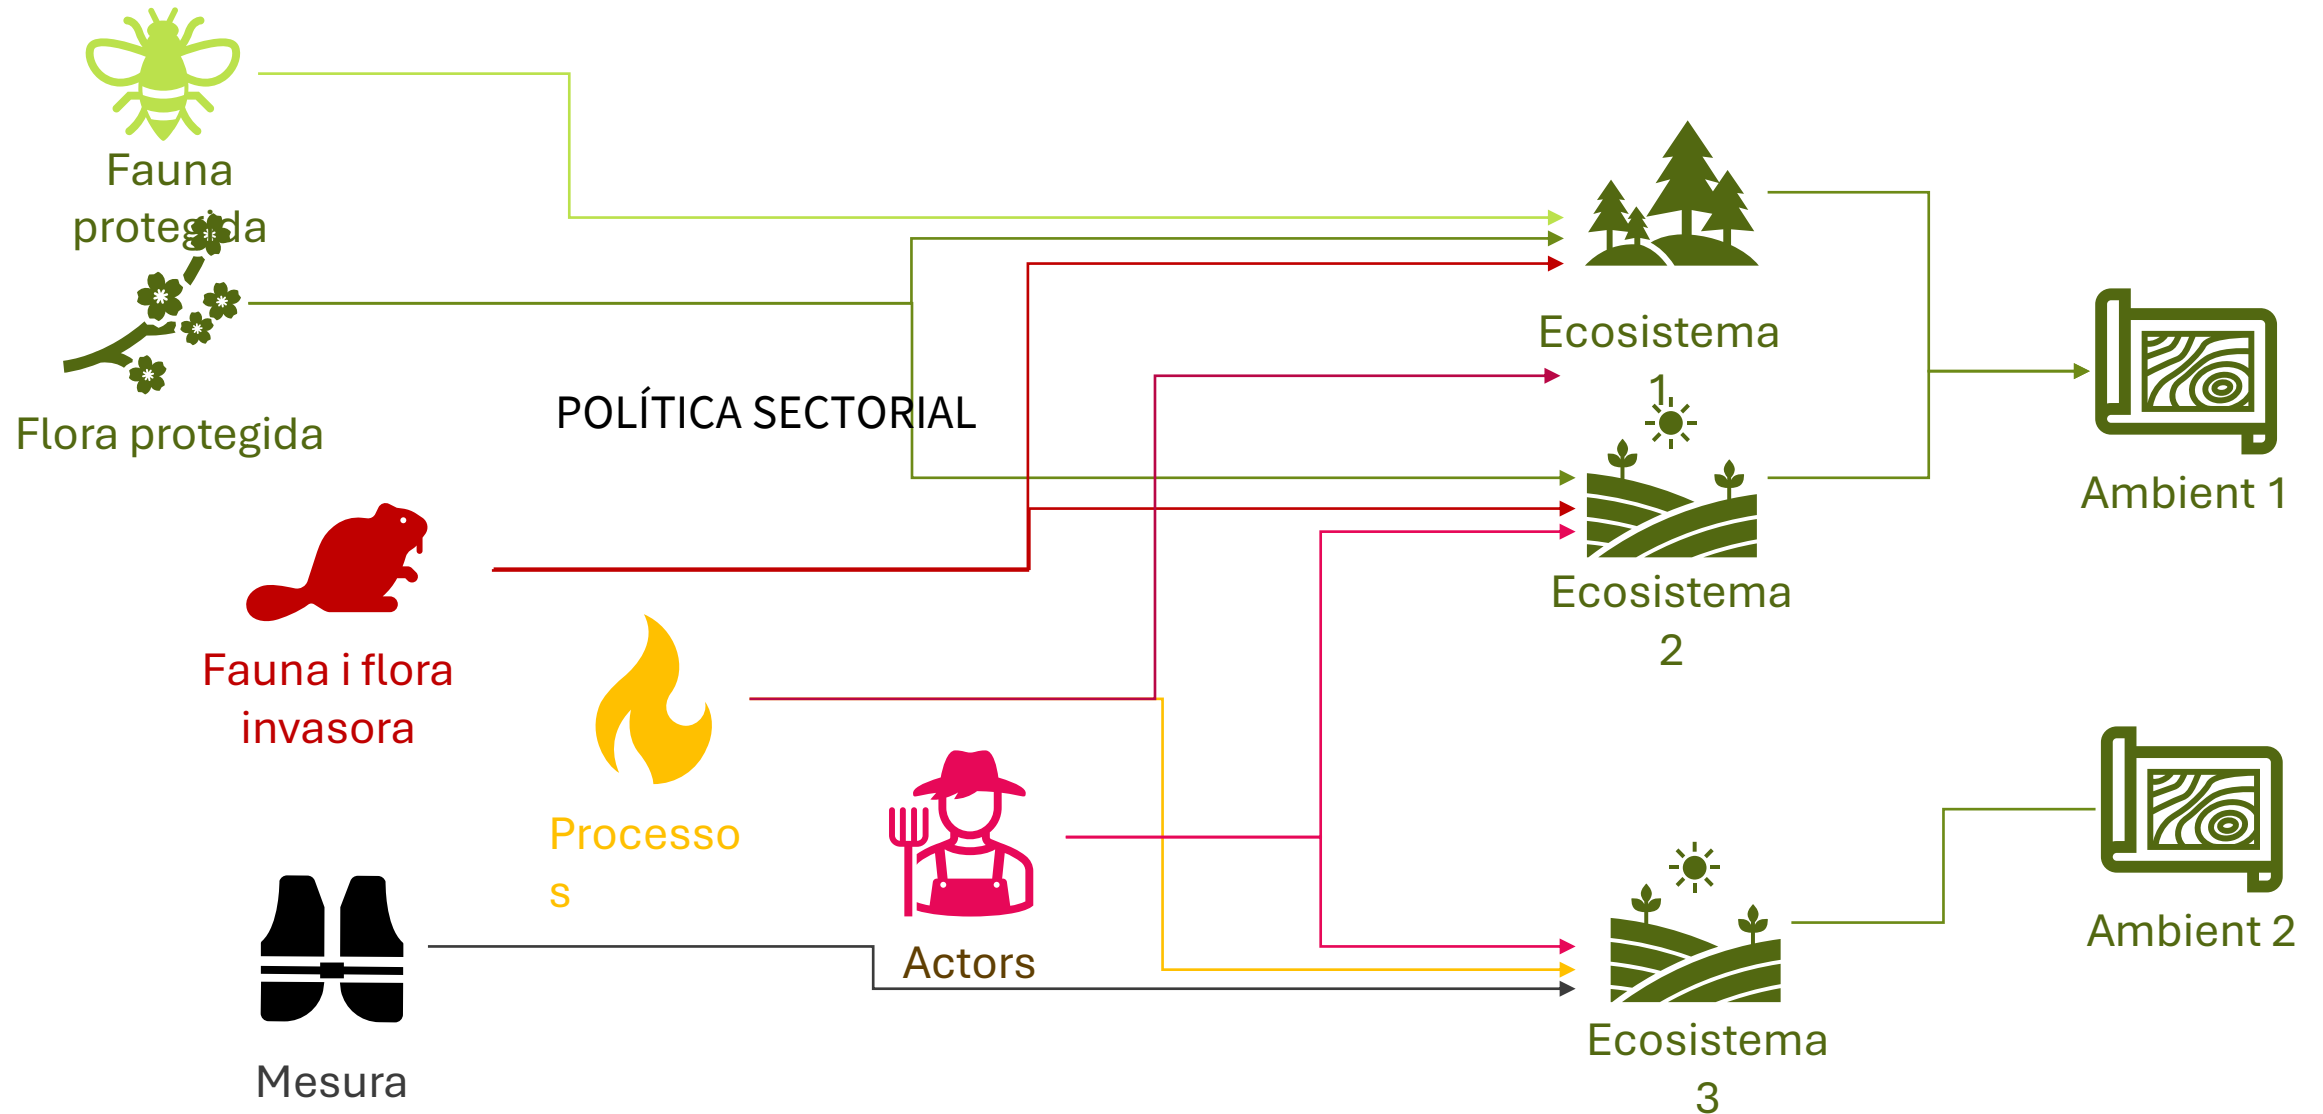 Fauna
protegida
Flora protegida
POLÍTICA SECTORIAL
Fauna i flora
invasora
Processo
s
Actors
Mesura
Ecosistema
1
Ecosistema
2
Ecosistema
3
Ambient 1
Ambient 2